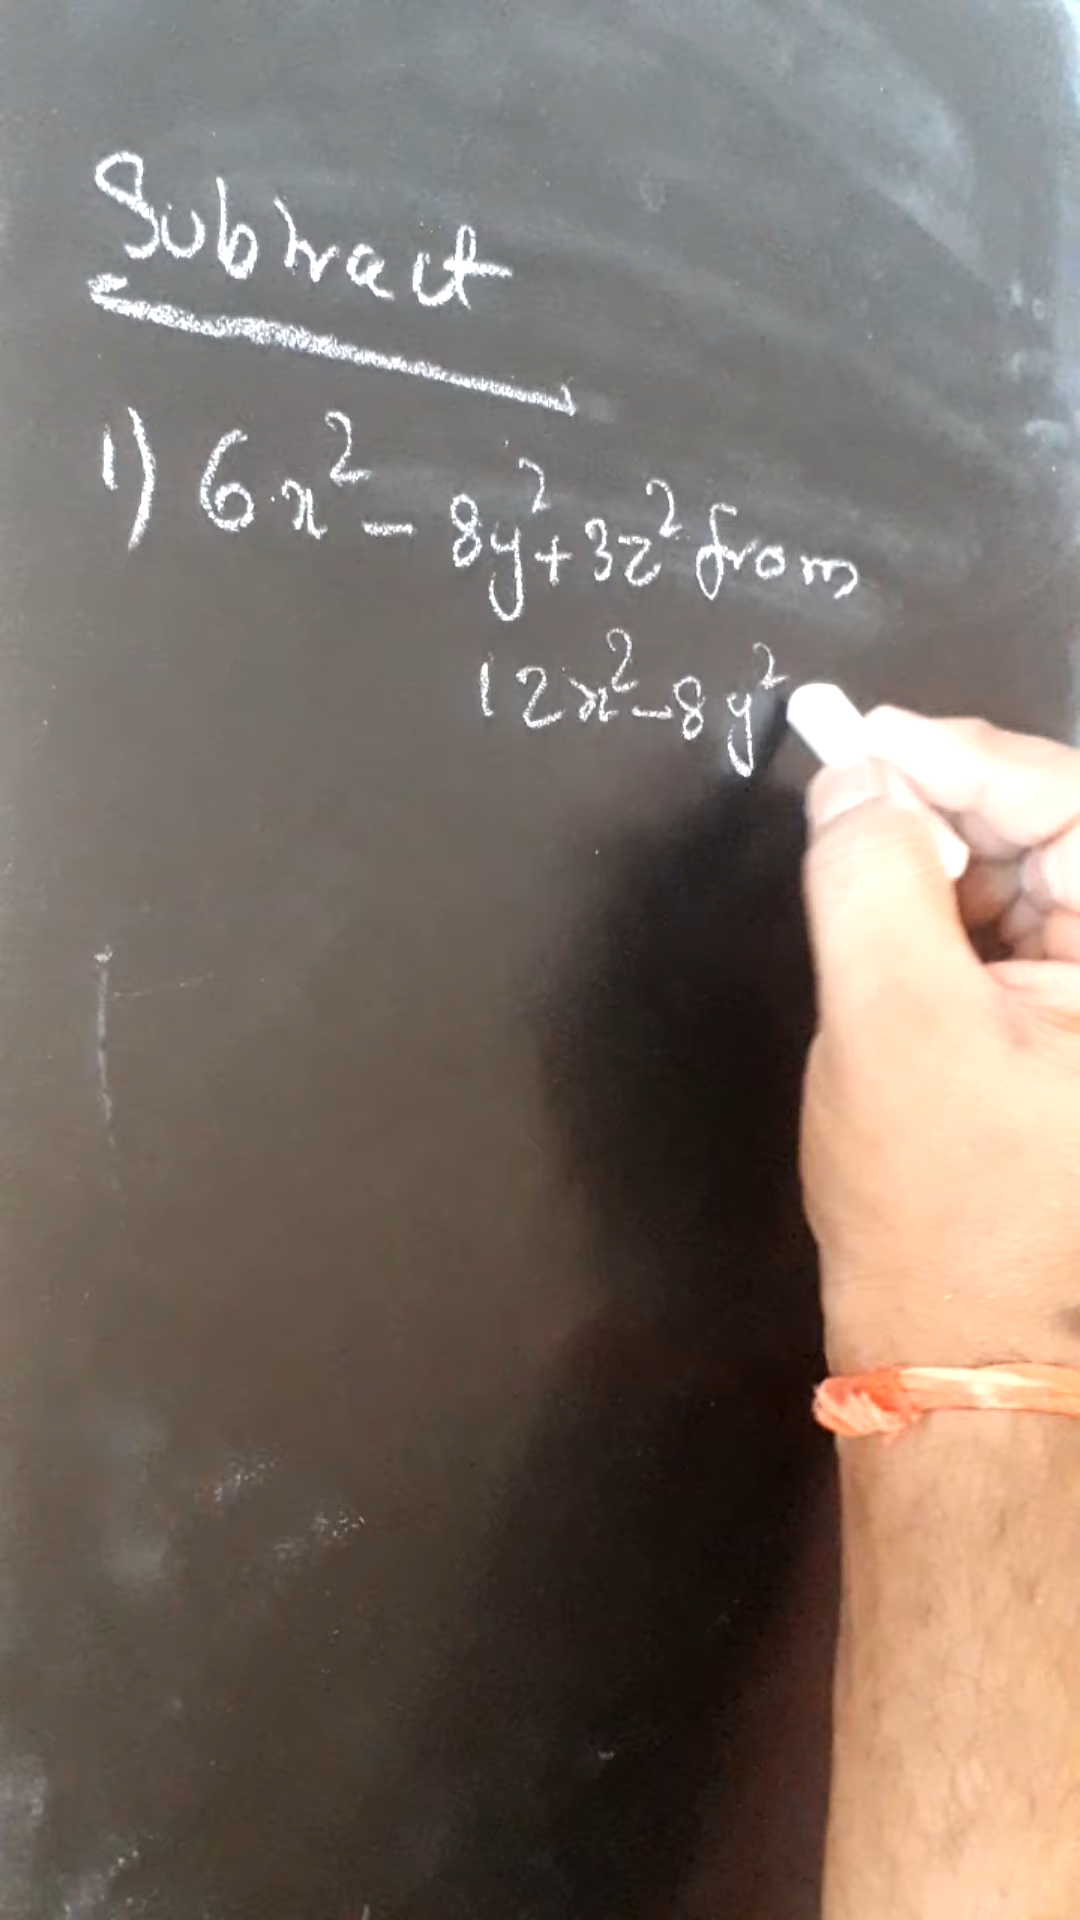 Subtract
1) 6x² - 8y² + 3z² from
12x² - 8y²